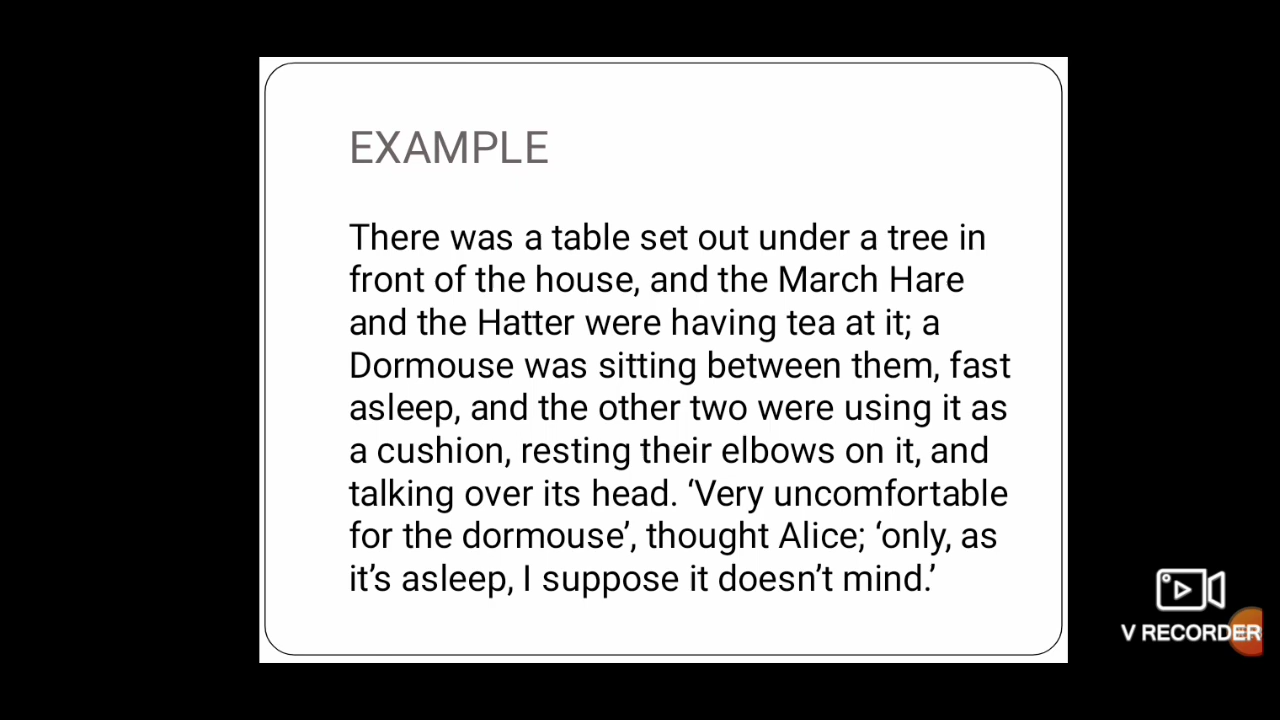 EXAMPLE
There was a table set out under a tree in
front of the house, and the March Hare
and the Hatter were having tea at it; a
Dormouse was sitting between them, fast
asleep, and the other two were using it as
a cushion, resting their elbows on it, and
talking over its head. ‘Very uncomfortable
for the dormouse’, thought Alice; ‘only, as
it’s asleep, I suppose it doesn’t mind.’
V RECORDER